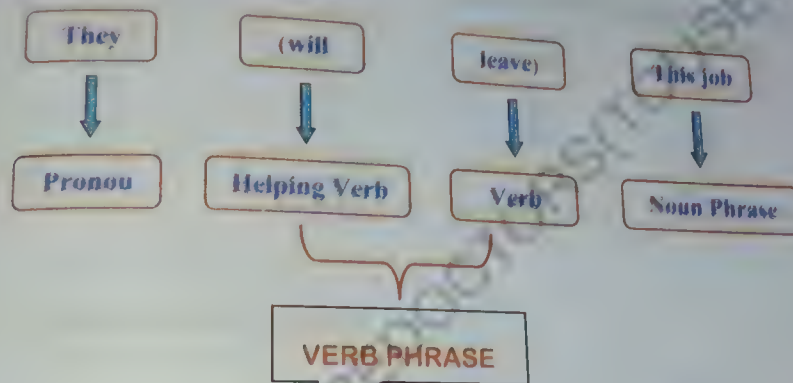 They (will leave) This job
Pronou Helping Verb Verb Noun Phrase
VERB PHRASE